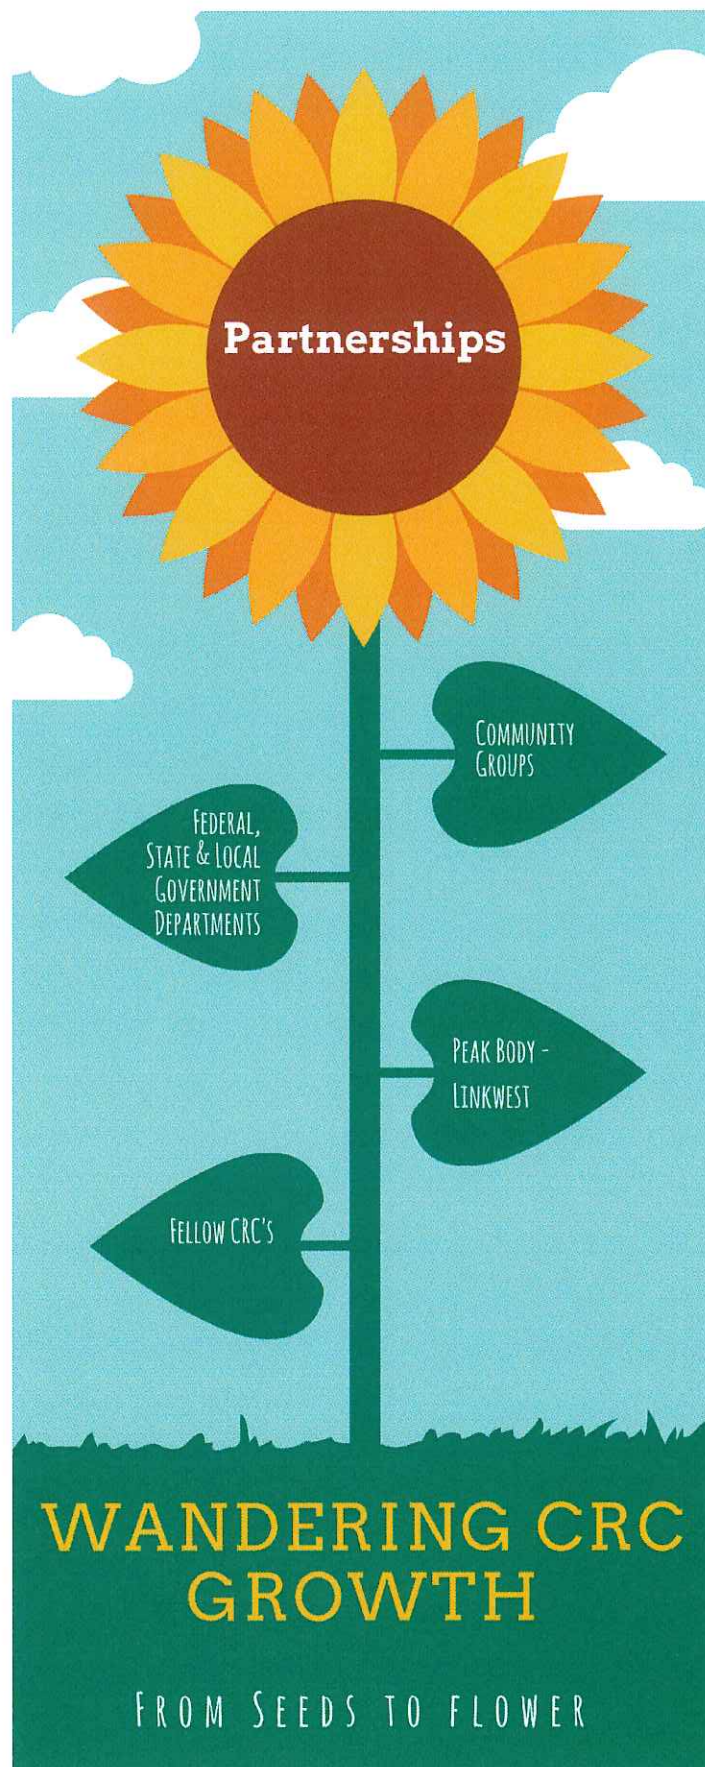 Partnerships
COMMUNITY
GROUPS
FEDERAL,
STATE & LOCAL
GOVERNMENT
DEPARTMENTS
PEAK BODY -
LINKWEST
FELLOW CRC'S
WANDERING CRC
GROWTH
FROM SEEDS TO FLOWER